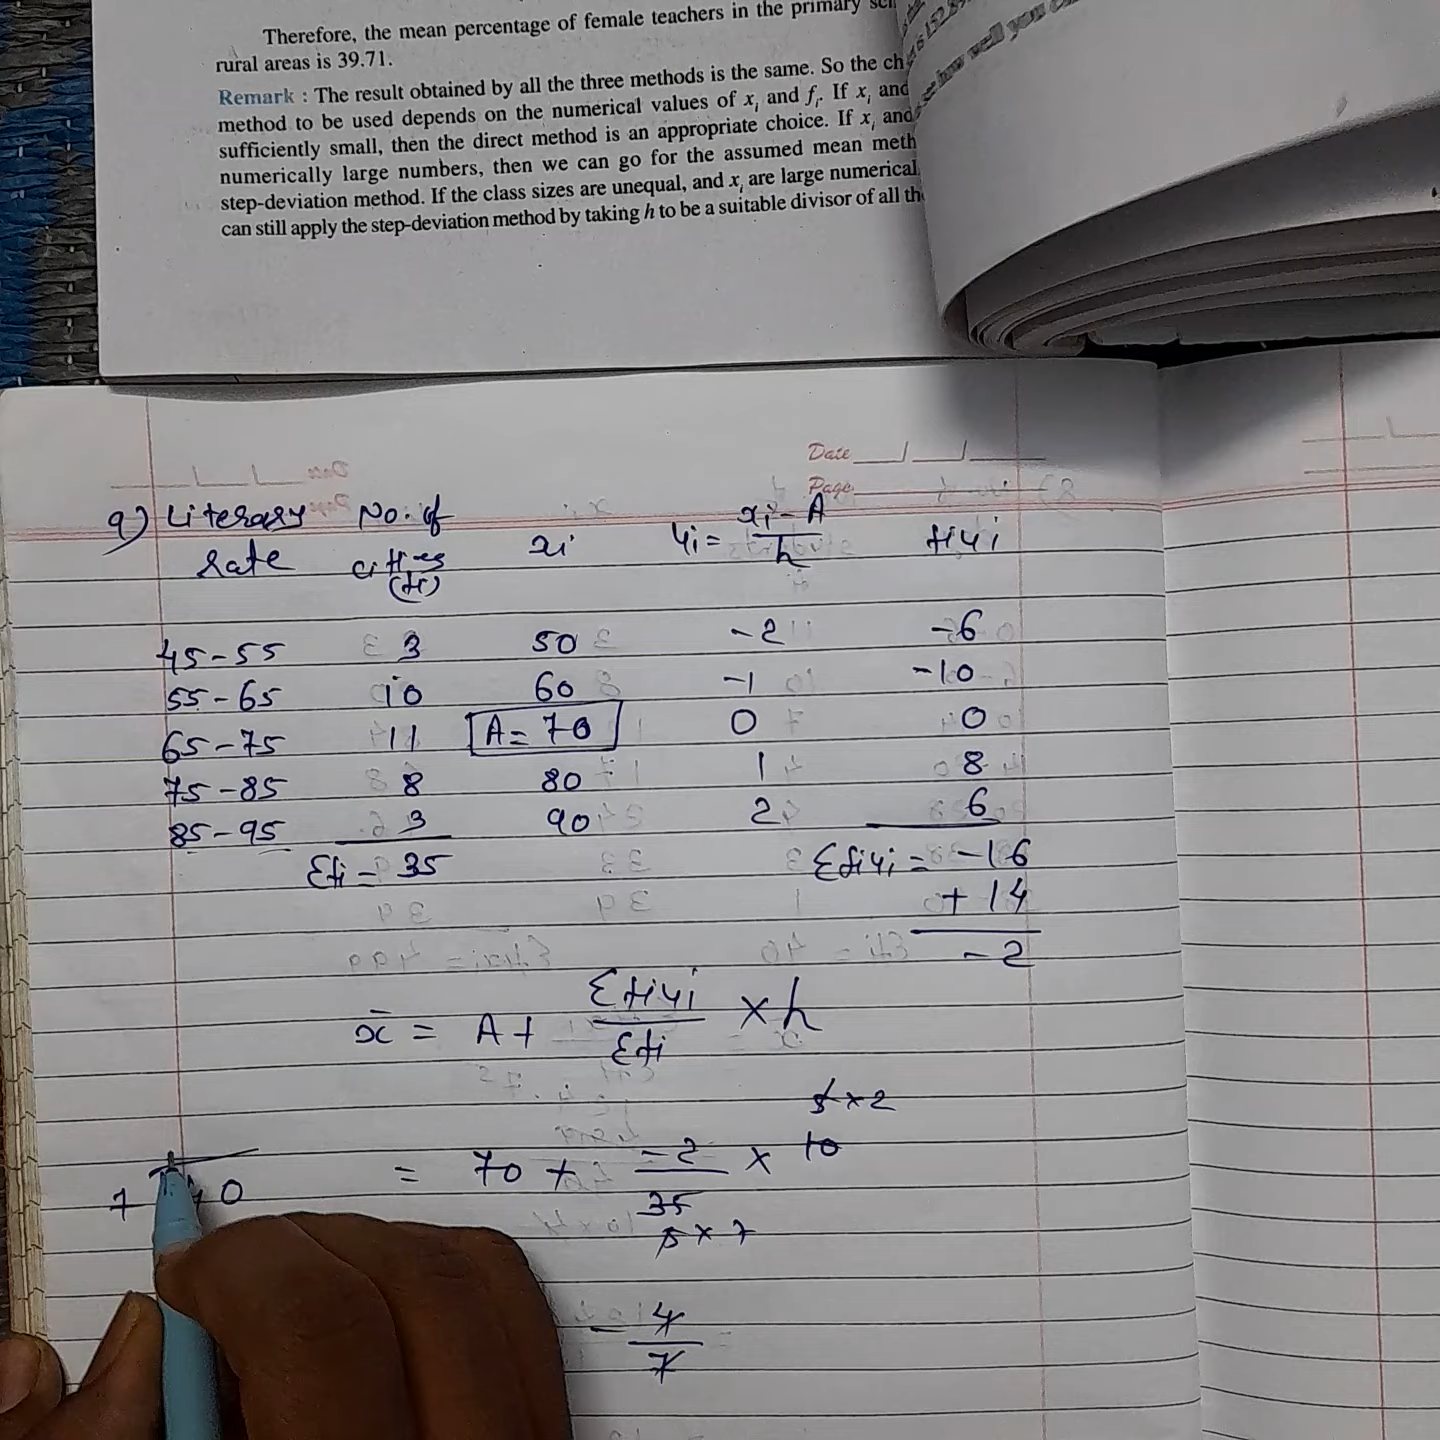 Therefore, the mean percentage of female teachers in the primary
rural areas is 39.71.
Remark : The result obtained by all the three methods is the same. So the
method to be used depends on the numerical values of xi and fi. If xi and
sufficiently small, then the direct method is an appropriate choice. If xi and
numerically large numbers, then we can go for the assumed mean
step-deviation method. If the class sizes are unequal, and xi are large
can still apply the step-deviation method by taking h to be a suitable divisor of all
how well you
Date
Page
9) Literary No. of xi ui = xi - A / h fiui
rate citties
(fi)
45-55 3 50 -2 -6
55-65 10 60 -1 -10
65-75 11 A = 70 0 0
75-85 8 80 1 8
85-95 3 90 2 6
Σfi = 35 Σfiui = -16
+ 14
-2
x̄ = A + Σfiui / Σfi × h
5 × 2
= 70 + -2 / 35 × 10
5 × 7
7 40
- 4 / 7